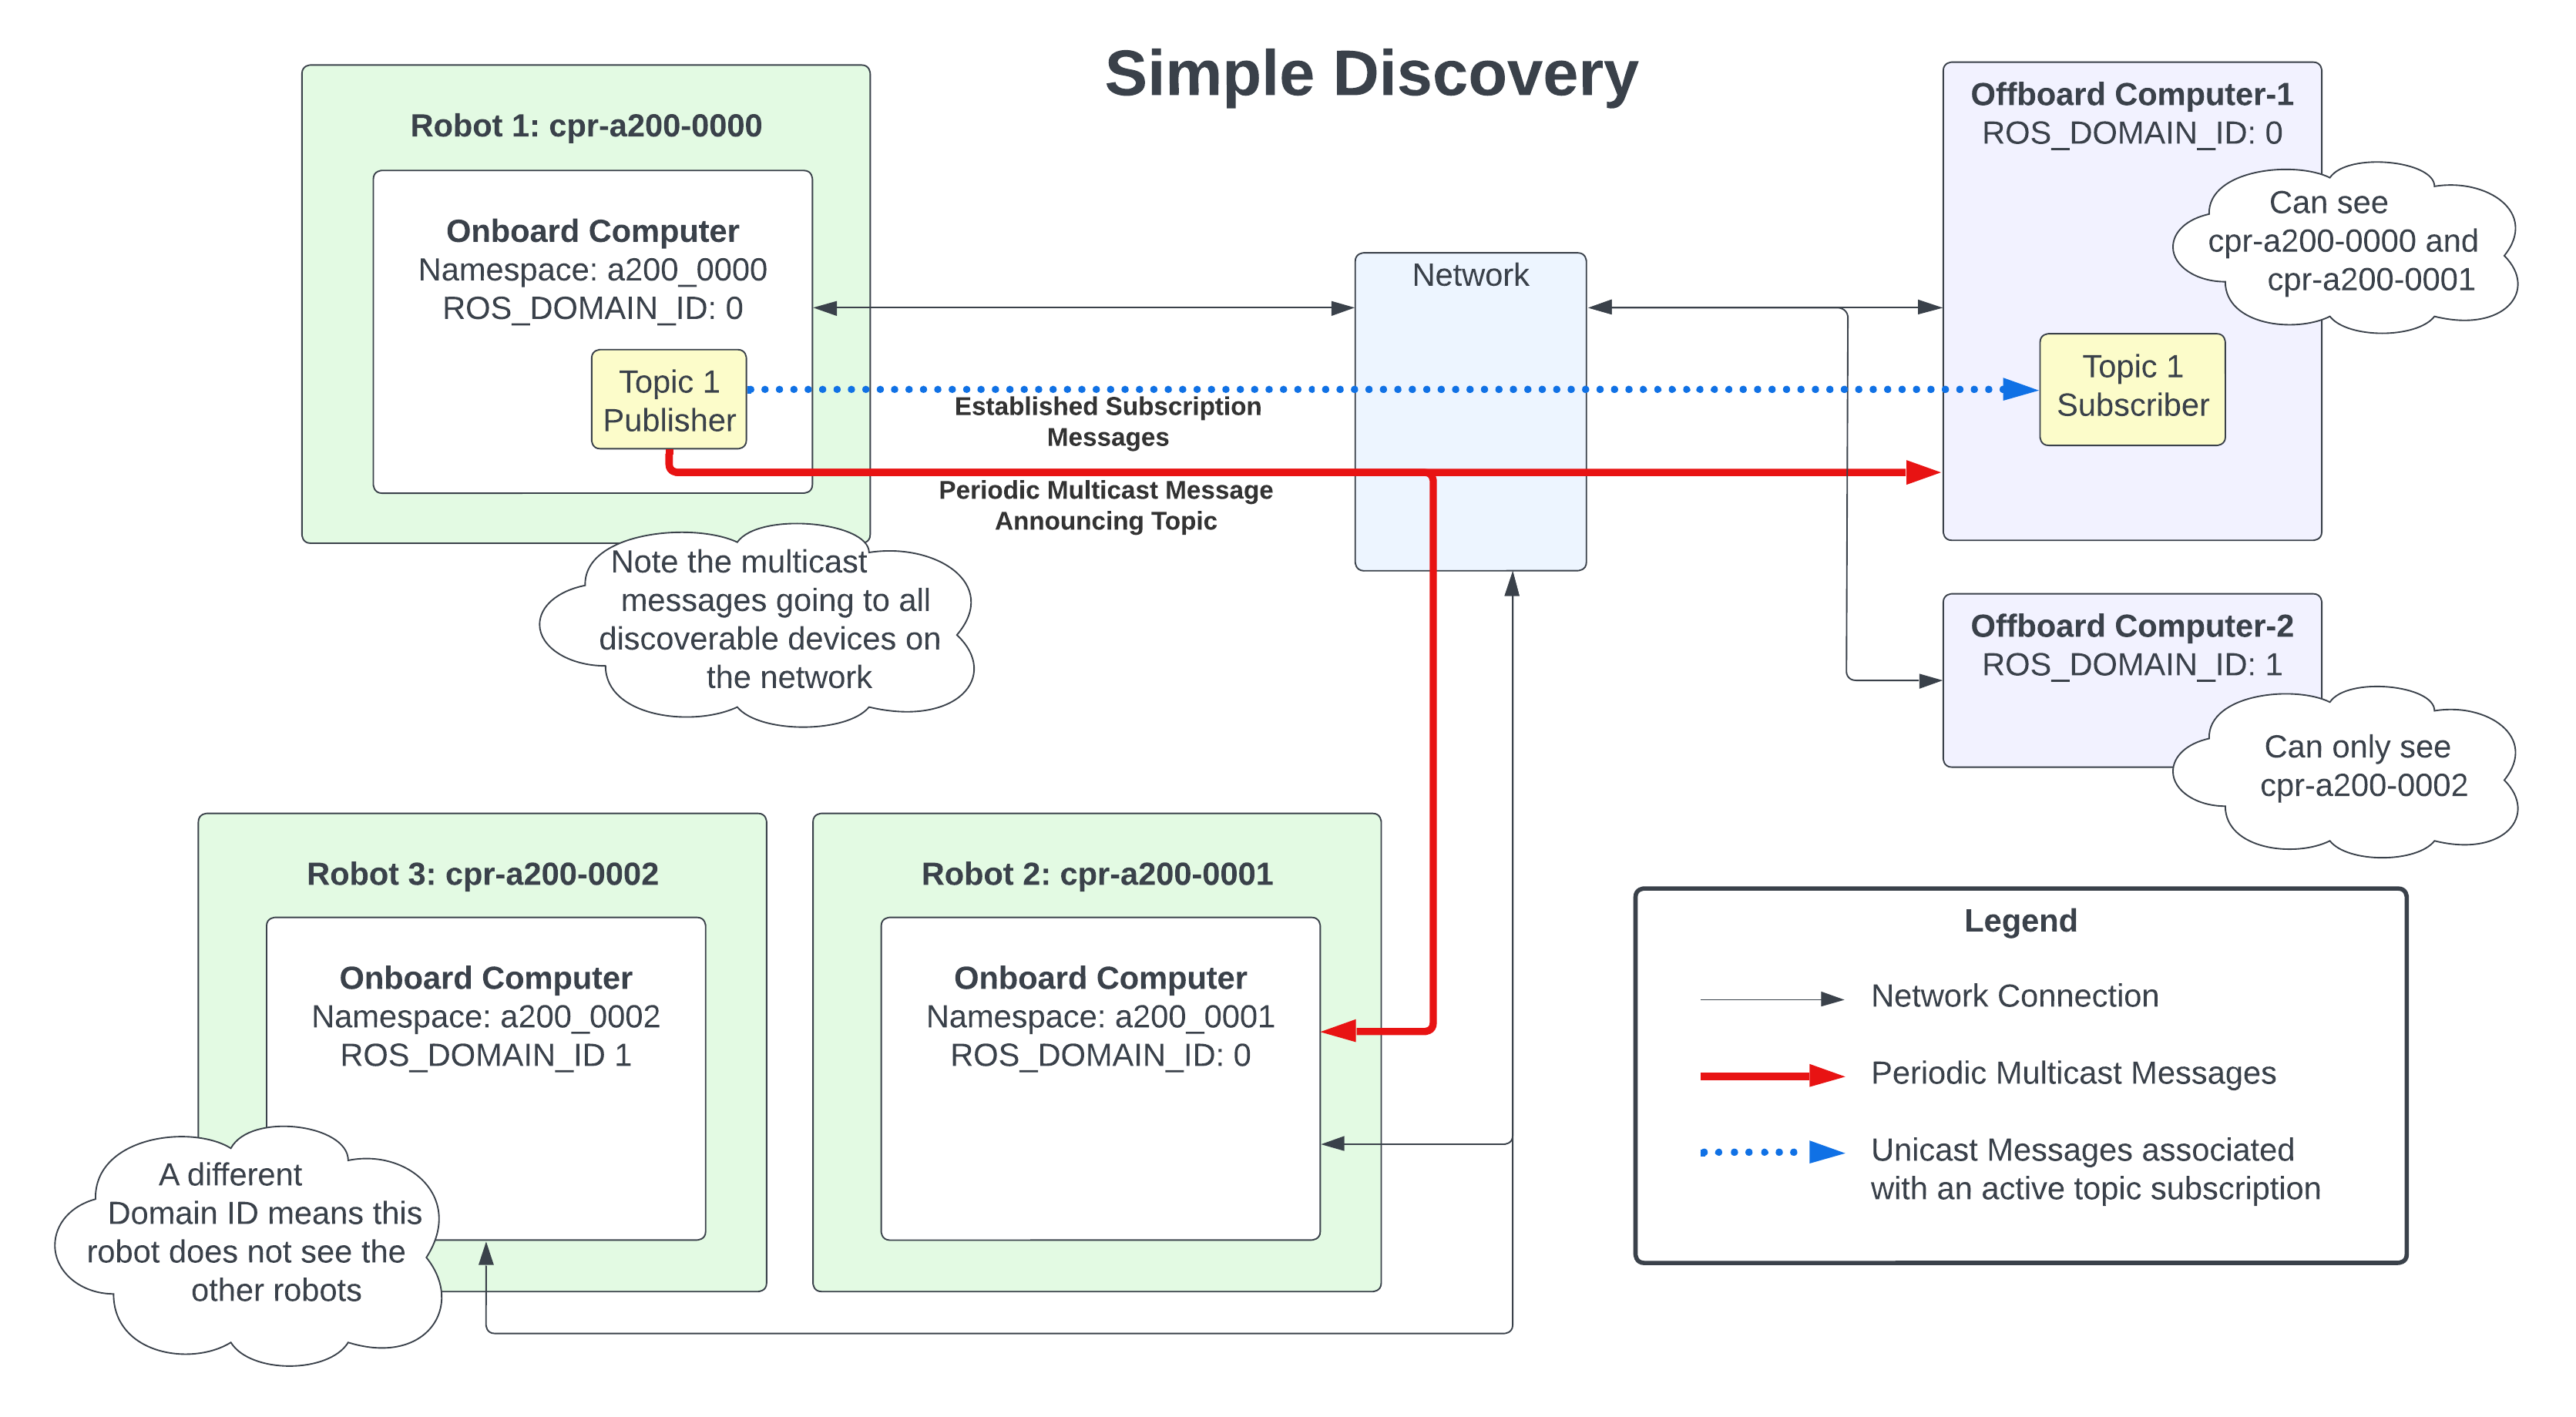 Simple Discovery
Robot 1: cpr-a200-0000
Onboard Computer
Namespace: a200_0000
ROS_DOMAIN_ID: 0
Topic 1
Publisher
Established Subscription
Messages
Periodic Multicast Message
Announcing Topic
Note the multicast
messages going to all
discoverable devices on
the network
Network
Offboard Computer-1
ROS_DOMAIN_ID: 0
Can see
cpr-a200-0000 and
cpr-a200-0001
Topic 1
Subscriber
Offboard Computer-2
ROS_DOMAIN_ID: 1
Can only see
cpr-a200-0002
Robot 3: cpr-a200-0002
Onboard Computer
Namespace: a200_0002
ROS_DOMAIN_ID 1
A different
Domain ID means this
robot does not see the
other robots
Robot 2: cpr-a200-0001
Onboard Computer
Namespace: a200_0001
ROS_DOMAIN_ID: 0
Legend
Network Connection
Periodic Multicast Messages
Unicast Messages associated
with an active topic subscription